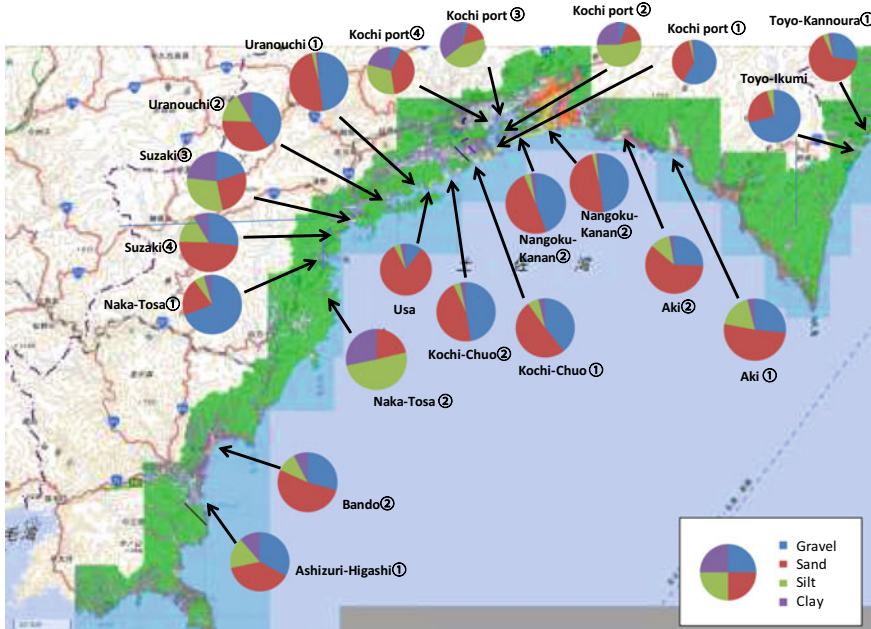 Kochi port③
Kochi port②
Toyo-Kannoura①
Uranouchi①
Kochi port④
Kochi port①
Toyo-Ikumi
Uranouchi②
Suzaki③
Suzaki④
Naka-Tosa①
Usa
Nangoku-
Kanan②
Nangoku-
Kanan②
Aki②
Kochi-Chuo②
Kochi-Chuo①
Aki①
Naka-Tosa②
Bando②
Ashizuri-Higashi①
Gravel
Sand
Silt
Clay